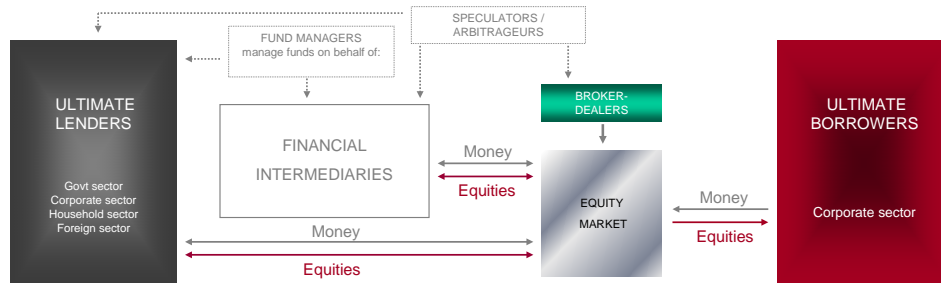 SPECULATORS /
ARBITRAGEURS
FUND MANAGERS
manage funds on behalf of:
ULTIMATE
LENDERS
Govt sector
Corporate sector
Household sector
Foreign sector
FINANCIAL
INTERMEDIARIES
BROKER-
DEALERS
Money
Equities
EQUITY
MARKET
Money
Equities
Money
Equities
ULTIMATE
BORROWERS
Corporate sector